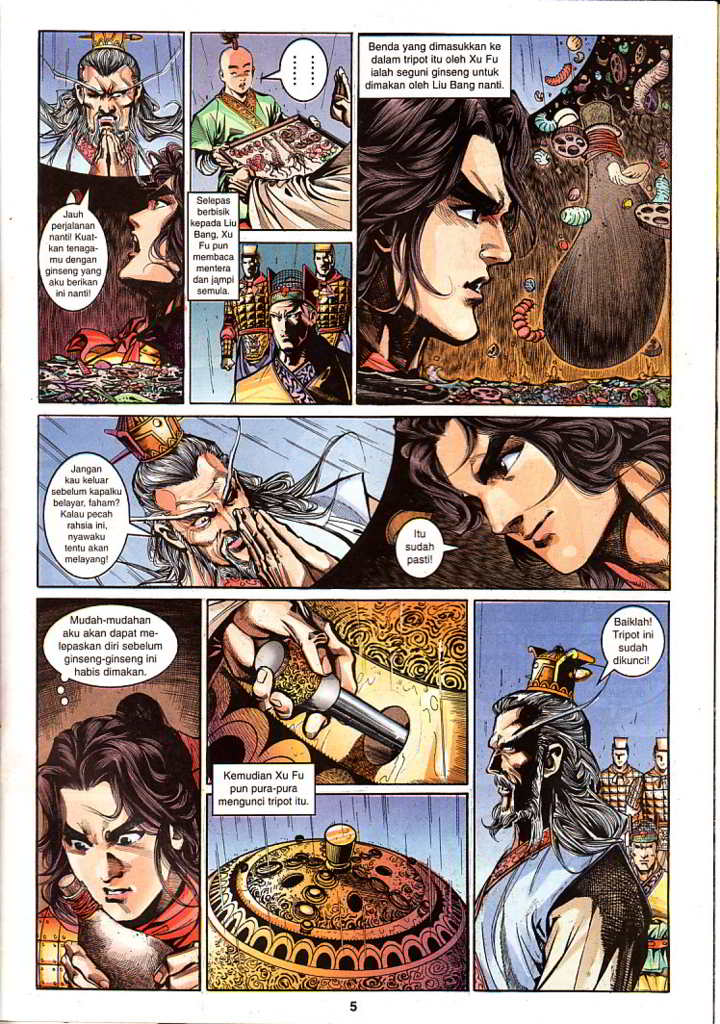 Jauh
perjalanan
nanti! Kuat-
kan tenaga-
mu dengan
ginseng yang
aku berikan
ini nanti!
Selepas
berbisik
kepada Liu
Bang, Xu
Fu pun
membaca
mentera
dan jampi
semula.
Benda yang dimasukkan ke
dalam tripot itu oleh Xu Fu
ialah seguni ginseng untuk
dimakan oleh Liu Bang nanti.
Jangan
kau keluar
sebelum kapalku
belayar, faham?
Kalau pecah
rahsia ini,
nyawaku
tentu akan
melayang!
Itu
sudah
pasti!
Mudah-mudahan
aku akan dapat me-
lepaskan diri sebelum
ginseng-ginseng ini
habis dimakan.
Kemudian Xu Fu
pun pura-pura
mengunci tripot itu.
Baiklah!
Tripot ini
sudah
dikunci!
5